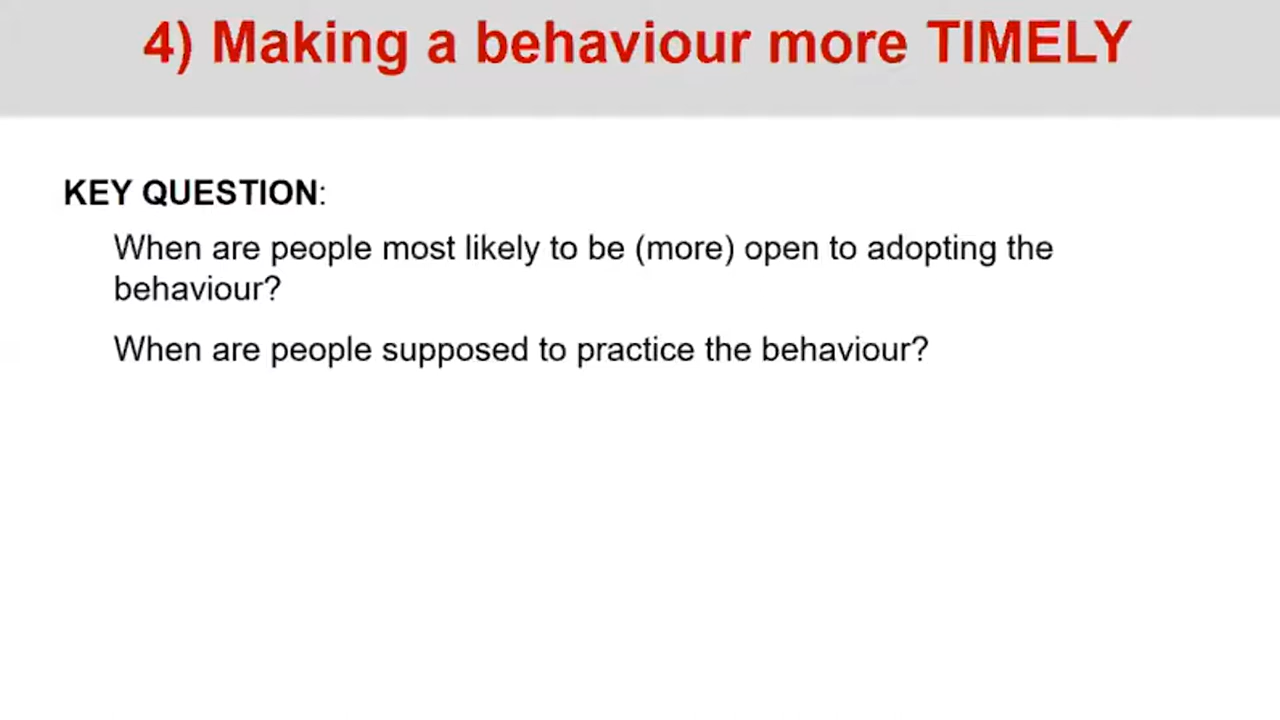 4) Making a behaviour more TIMELY
KEY QUESTION:
When are people most likely to be (more) open to adopting the
behaviour?
When are people supposed to practice the behaviour?